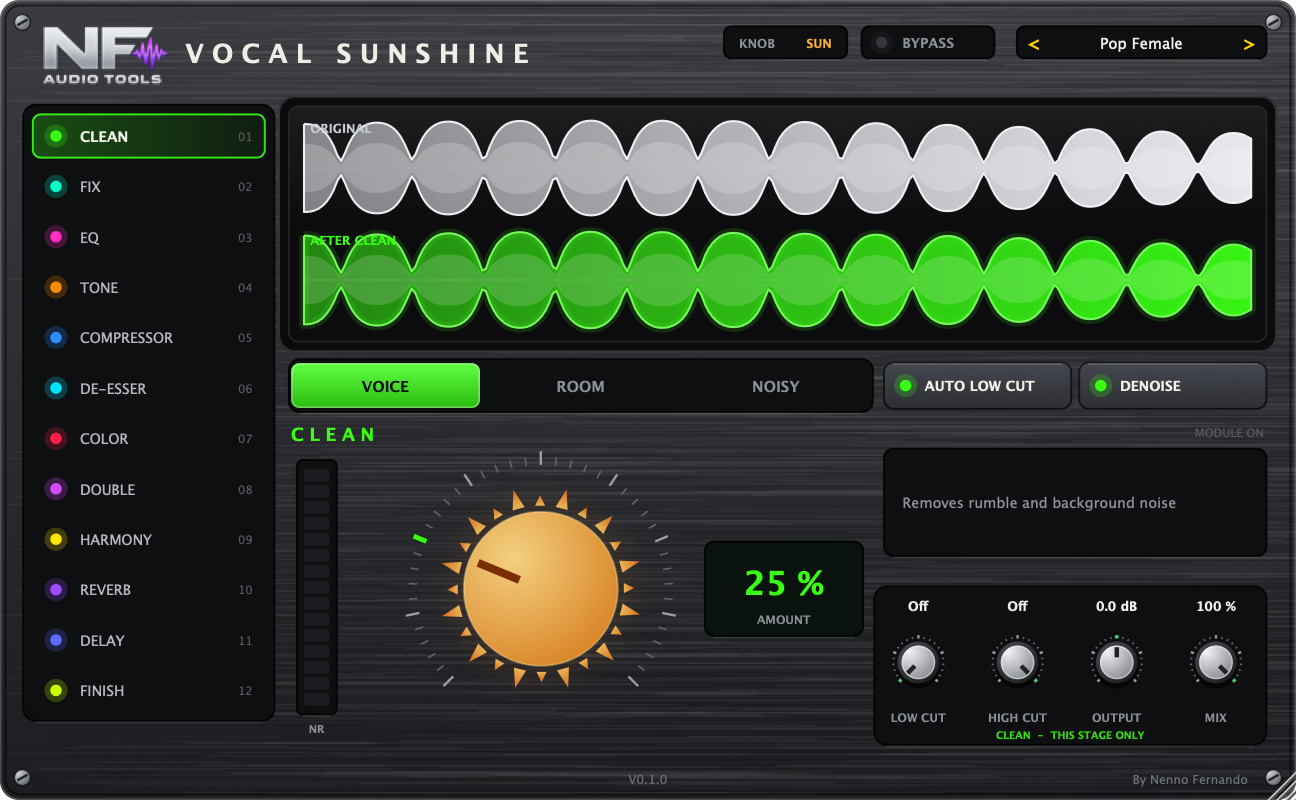 NF
AUDIO TOOLS
VOCAL SUNSHINE
KNOB SUN
BYPASS
< Pop Female >
CLEAN 01
FIX 02
EQ 03
TONE 04
COMPRESSOR 05
DE-ESSER 06
COLOR 07
DOUBLE 08
HARMONY 09
REVERB 10
DELAY 11
FINISH 12
ORIGINAL
AFTER CLEAN
VOICE ROOM NOISY
AUTO LOW CUT
DENOISE
CLEAN
MODULE ON
NR
25 %
AMOUNT
Removes rumble and background noise
Off Off 0.0 dB 100 %
LOW CUT HIGH CUT OUTPUT MIX
CLEAN – THIS STAGE ONLY
V0.1.0
By Nenno Fernando